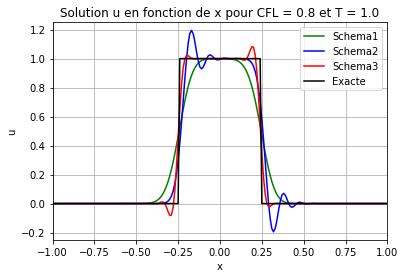 Solution u en fonction de x pour CFL = 0.8 et T = 1.0
1.2
1.0
0.8
0.6
0.4
0.2
0.0
−0.2
u
Schema1
Schema2
Schema3
Exacte
−1.00 −0.75 −0.50 −0.25 0.00 0.25 0.50 0.75 1.00
x